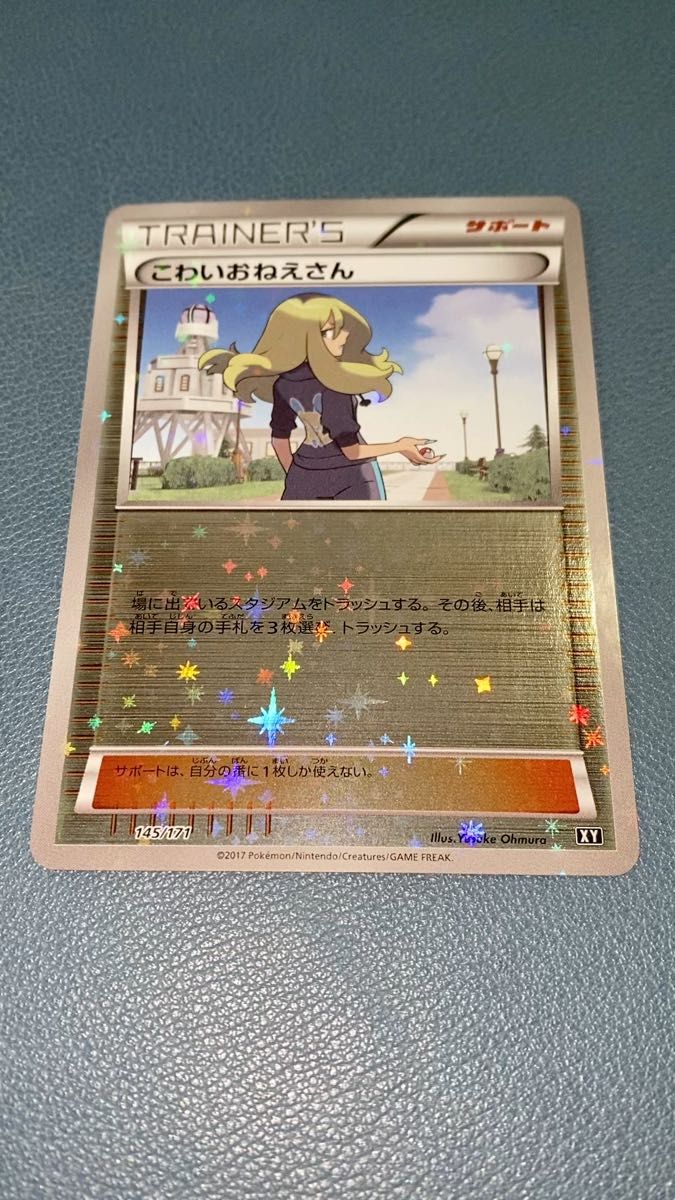 TRAINER'S
サポート
こわいおねえさん
場に出ているスタジアムをトラッシュする。その後、相手は
相手自身の手札を3枚選び、トラッシュする。
サポートは、自分の番に1枚しか使えない。
145/171
Illus.Yusuke Ohmura
XY
©2017 Pokémon/Nintendo/Creatures/GAME FREAK.